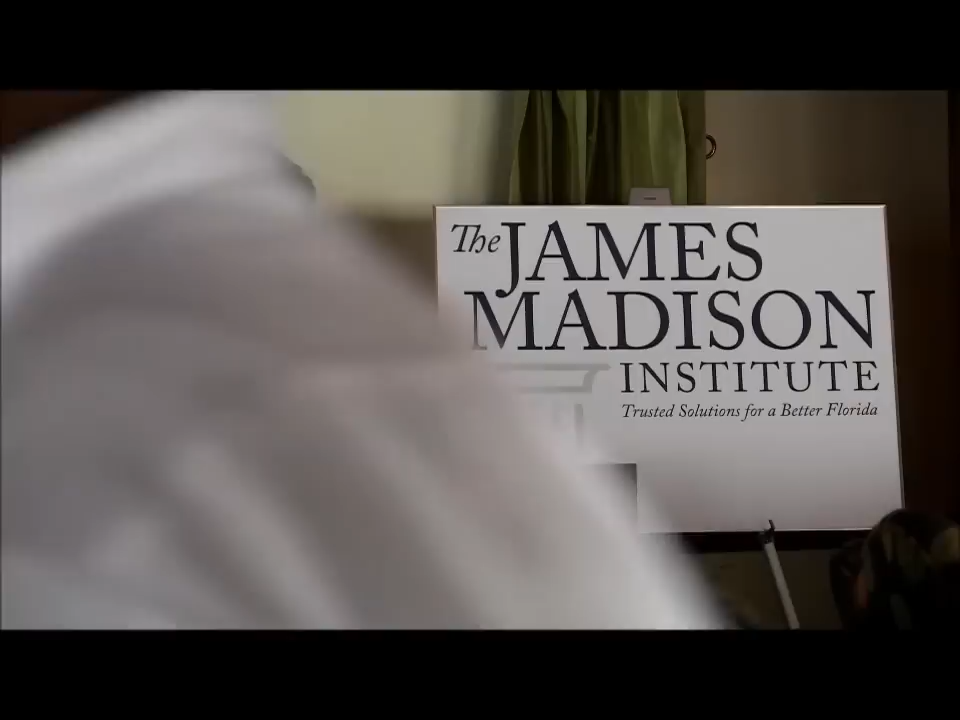 The JAMES
MADISON
INSTITUTE
Trusted Solutions for a Better Florida